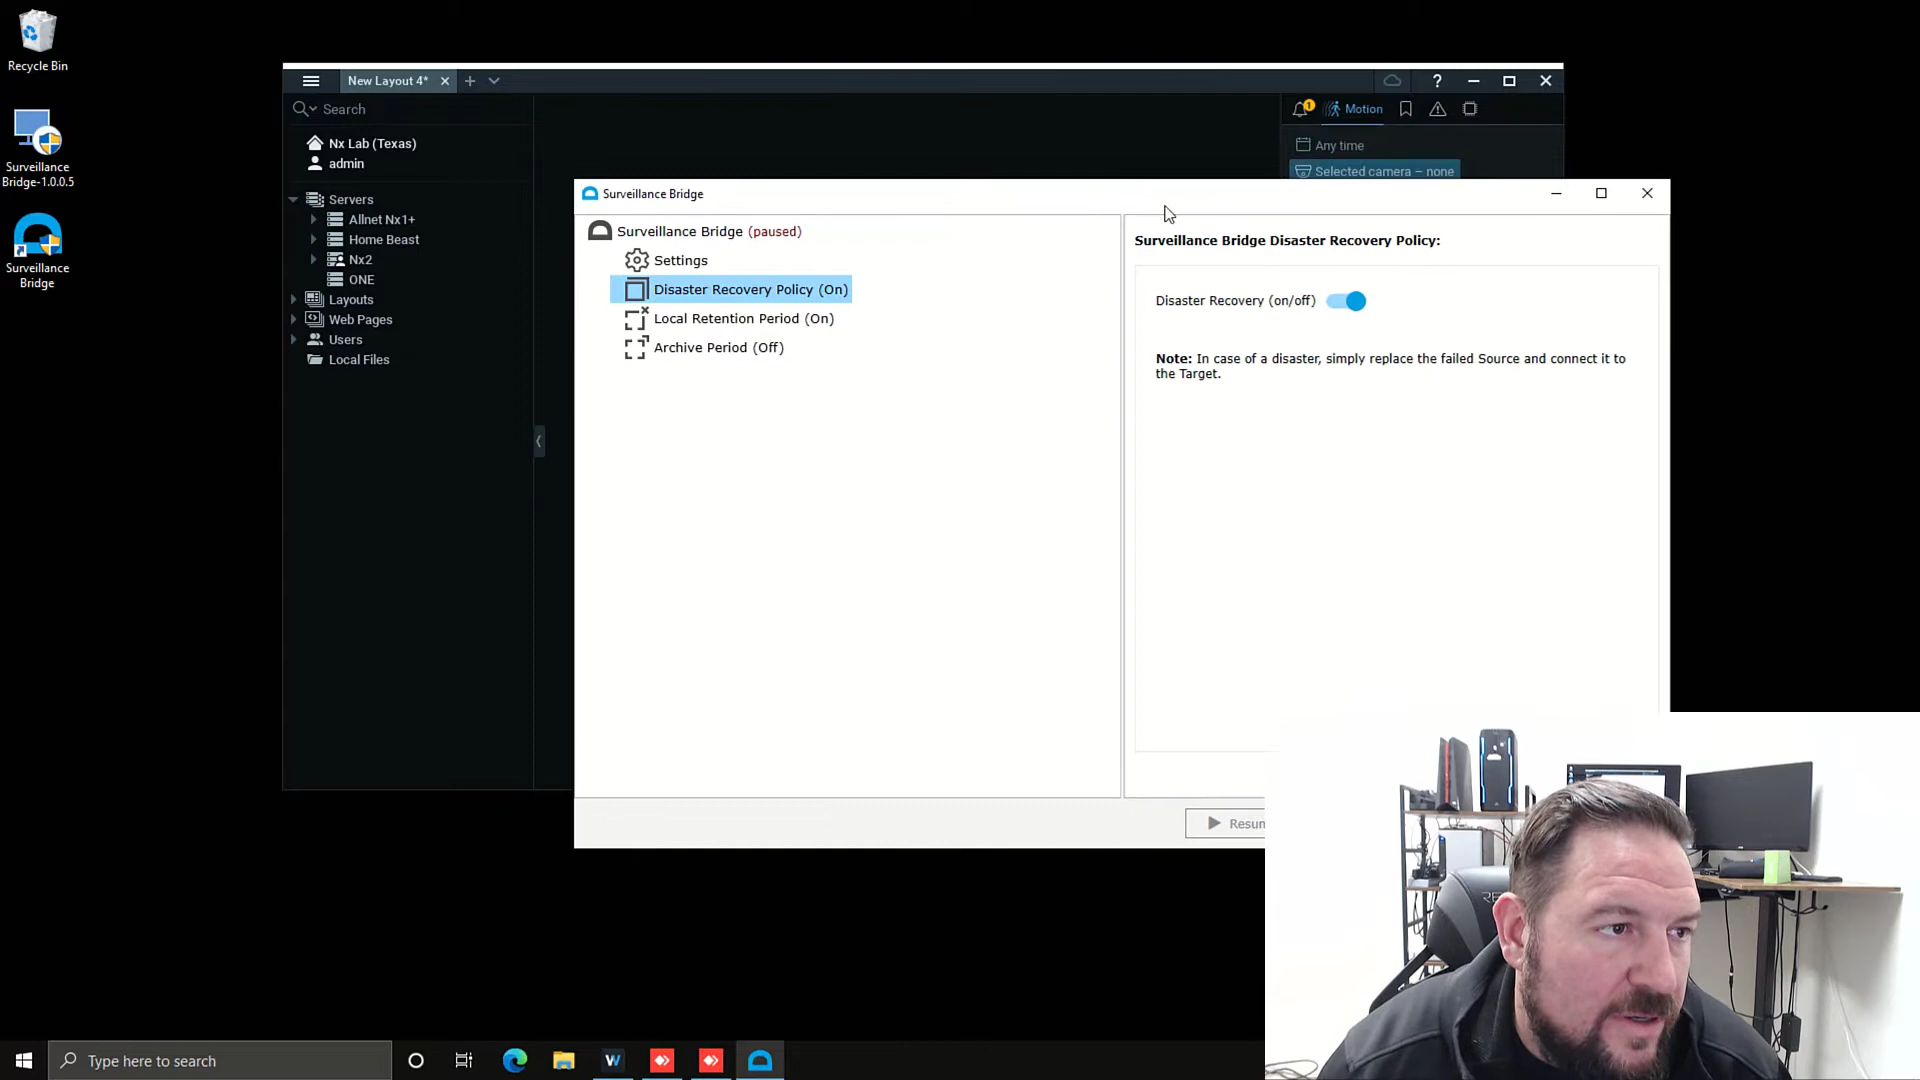 Recycle Bin
Surveillance
Bridge-1.0.0.5
Surveillance
Bridge
New Layout 4*
Search
Nx Lab (Texas)
admin
Servers
Allnet Nx1+
Home Beast
Nx2
ONE
Layouts
Web Pages
Users
Local Files
?
1
Motion
Any time
Selected camera – none
Surveillance Bridge
Surveillance Bridge (paused)
Settings
Disaster Recovery Policy (On)
Local Retention Period (On)
Archive Period (Off)
Surveillance Bridge Disaster Recovery Policy:
Disaster Recovery (on/off)
Note: In case of a disaster, simply replace the failed Source and connect it to
the Target.
Resum
Type here to search
W